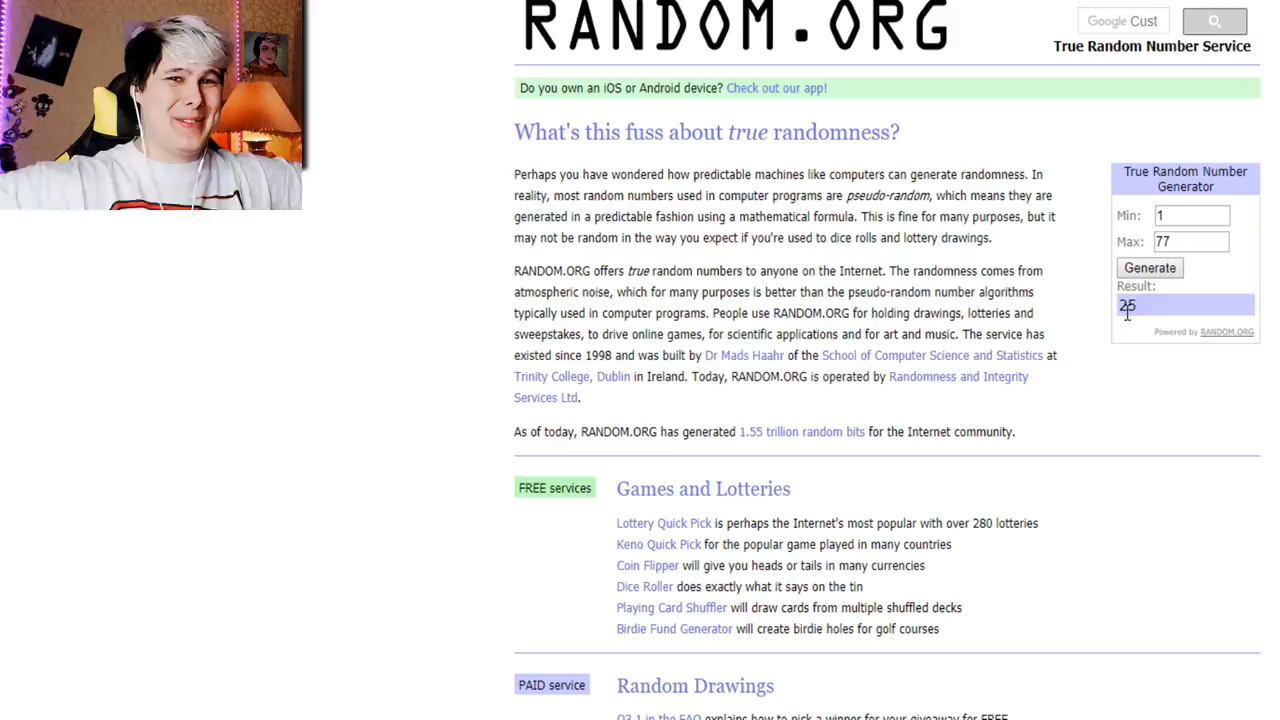 RANDOM.ORG
Google Cust
True Random Number Service
Do you own an iOS or Android device? Check out our app!
What's this fuss about true randomness?
Perhaps you have wondered how predictable machines like computers can generate randomness. In
reality, most random numbers used in computer programs are pseudo-random, which means they are
generated in a predictable fashion using a mathematical formula. This is fine for many purposes, but it
may not be random in the way you expect if you're used to dice rolls and lottery drawings.
RANDOM.ORG offers true random numbers to anyone on the Internet. The randomness comes from
atmospheric noise, which for many purposes is better than the pseudo-random number algorithms
typically used in computer programs. People use RANDOM.ORG for holding drawings, lotteries and
sweepstakes, to drive online games, for scientific applications and for art and music. The service has
existed since 1998 and was built by Dr Mads Haahr of the School of Computer Science and Statistics at
Trinity College, Dublin in Ireland. Today, RANDOM.ORG is operated by Randomness and Integrity
Services Ltd.
As of today, RANDOM.ORG has generated 1.55 trillion random bits for the Internet community.
True Random Number
Generator
Min: 1
Max: 77
Generate
Result:
25
Powered by RANDOM.ORG
FREE services
Games and Lotteries
Lottery Quick Pick is perhaps the Internet's most popular with over 280 lotteries
Keno Quick Pick for the popular game played in many countries
Coin Flipper will give you heads or tails in many currencies
Dice Roller does exactly what it says on the tin
Playing Card Shuffler will draw cards from multiple shuffled decks
Birdie Fund Generator will create birdie holes for golf courses
PAID service
Random Drawings
Q3.1 in the FAQ explains how to pick a winner for your giveaway for FREE